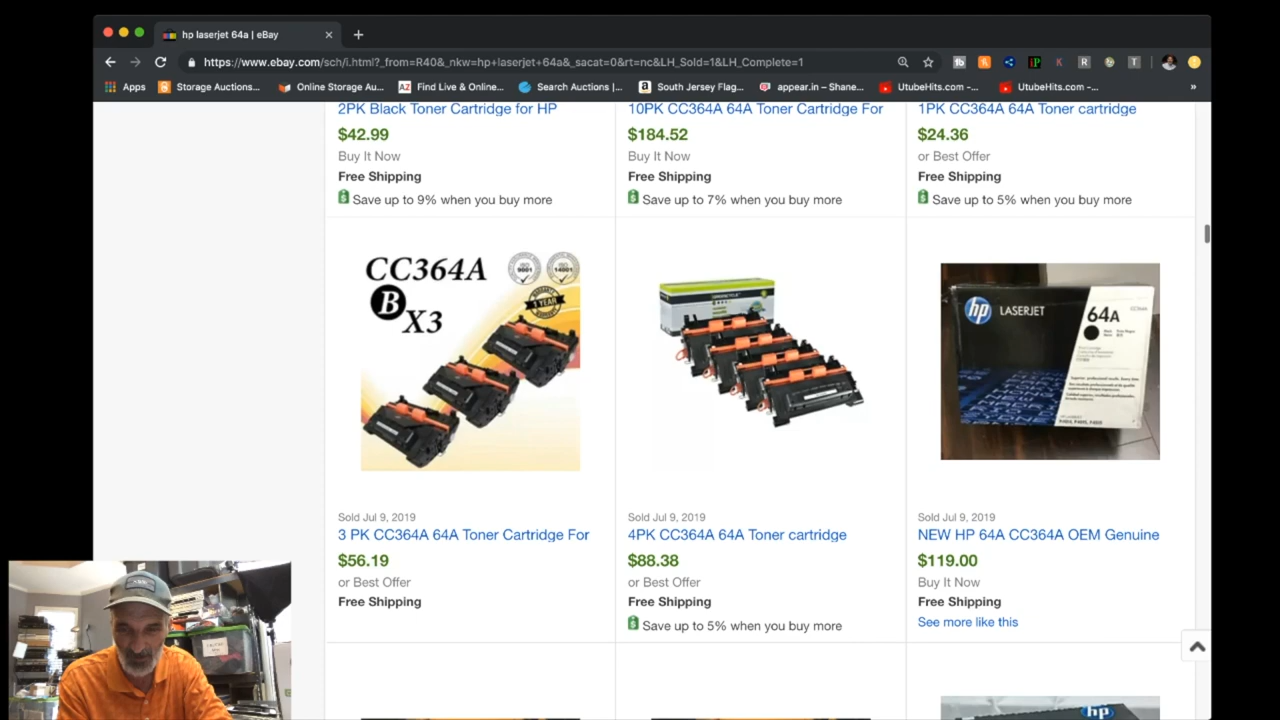 hp laserjet 64a | eBay
https://www.ebay.com/sch/i.html?_from=R40&_nkw=hp+laserjet+64a&_sacat=0&rt=nc&LH_Sold=1&LH_Complete=1
Apps Storage Auctions... Online Storage Au... Find Live & Online... Search Auctions |... South Jersey Flag... appear.in – Shane... UtubeHits.com -... UtubeHits.com -... »
2PK Black Toner Cartridge for HP
$42.99
Buy It Now
Free Shipping
Save up to 9% when you buy more
10PK CC364A 64A Toner Cartridge For
$184.52
Buy It Now
Free Shipping
Save up to 7% when you buy more
1PK CC364A 64A Toner cartridge
$24.36
or Best Offer
Free Shipping
Save up to 5% when you buy more
CC364A
B
X3
ISO
9001
ISO
14001
1 YEAR
Sold Jul 9, 2019
3 PK CC364A 64A Toner Cartridge For
$56.19
or Best Offer
Free Shipping
Sold Jul 9, 2019
4PK CC364A 64A Toner cartridge
$88.38
or Best Offer
Free Shipping
Save up to 5% when you buy more
hp LASERJET
64A
Sold Jul 9, 2019
NEW HP 64A CC364A OEM Genuine
$119.00
Buy It Now
Free Shipping
See more like this
hp